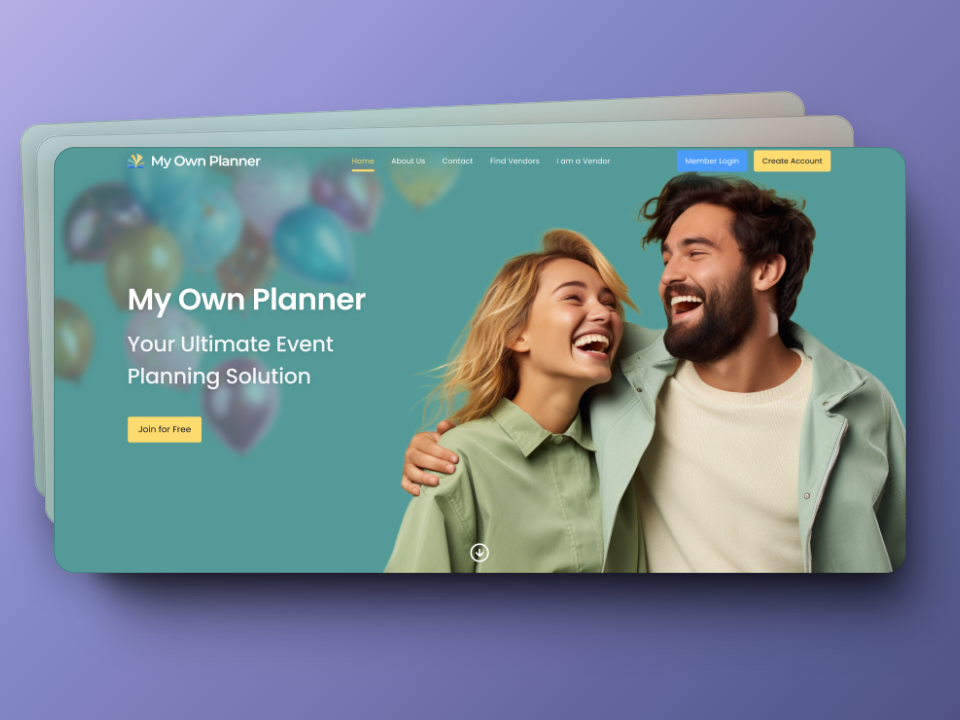 My Own Planner
Home About Us Contact Find Vendors I am a Vendor Member Login Create Account
My Own Planner
Your Ultimate Event
Planning Solution
Join for Free